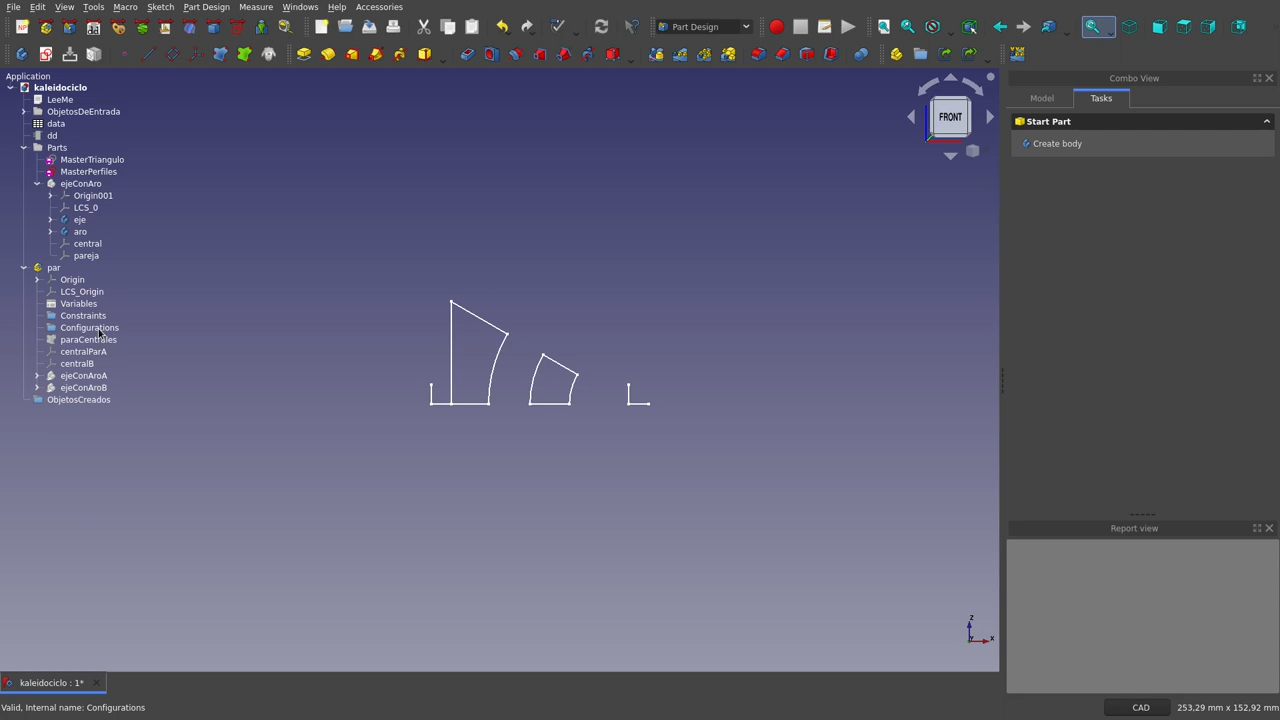 File Edit View Tools Macro Sketch Part Design Measure Windows Help Accessories
Part Design
Application
kaleidociclo
LeeMe
ObjetosDeEntrada
data
dd
Parts
MasterTriangulo
MasterPerfiles
ejeConAro
Origin001
LCS_0
eje
aro
central
pareja
par
Origin
LCS_Origin
Variables
Constraints
Configurations
paraCentrales
centralParA
centralB
ejeConAroA
ejeConAroB
ObjetosCreados
FRONT
Z
X
Combo View
Model Tasks
Start Part
Create body
Report view
kaleidociclo : 1*
Valid, Internal name: Configurations
CAD 253,29 mm x 152,92 mm